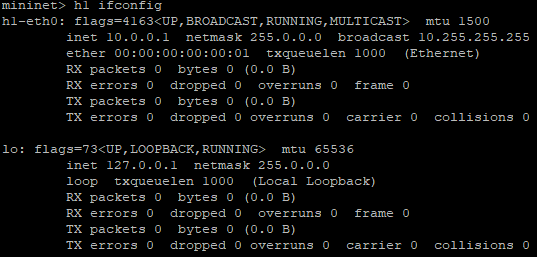 mininet> h1 ifconfig
h1-eth0: flags=4163<UP,BROADCAST,RUNNING,MULTICAST>  mtu 1500
        inet 10.0.0.1  netmask 255.0.0.0  broadcast 10.255.255.255
        ether 00:00:00:00:00:01  txqueuelen 1000  (Ethernet)
        RX packets 0  bytes 0 (0.0 B)
        RX errors 0  dropped 0  overruns 0  frame 0
        TX packets 0  bytes 0 (0.0 B)
        TX errors 0  dropped 0 overruns 0  carrier 0  collisions 0
lo: flags=73<UP,LOOPBACK,RUNNING>  mtu 65536
        inet 127.0.0.1  netmask 255.0.0.0
        loop  txqueuelen 1000  (Local Loopback)
        RX packets 0  bytes 0 (0.0 B)
        RX errors 0  dropped 0  overruns 0  frame 0
        TX packets 0  bytes 0 (0.0 B)
        TX errors 0  dropped 0 overruns 0  carrier 0  collisions 0